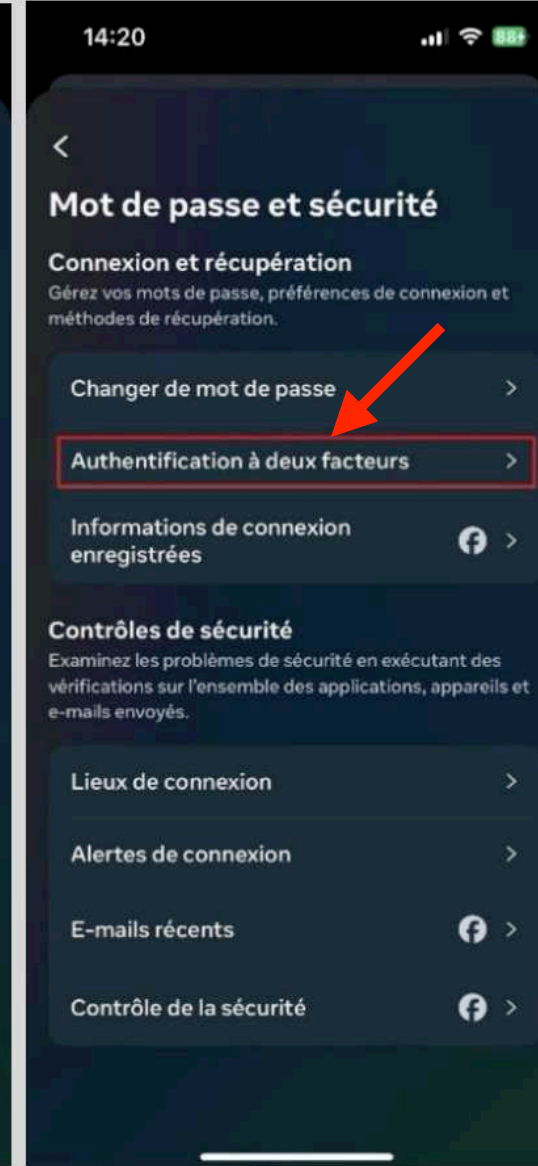 14:20
88
Mot de passe et sécurité
Connexion et récupération
Gérez vos mots de passe, préférences de connexion et
méthodes de récupération.
Changer de mot de passe
Authentification à deux facteurs
Informations de connexion
enregistrées
Contrôles de sécurité
Examinez les problèmes de sécurité en exécutant des
vérifications sur l'ensemble des applications, appareils et
e-mails envoyés.
Lieux de connexion
Alertes de connexion
E-mails récents
Contrôle de la sécurité